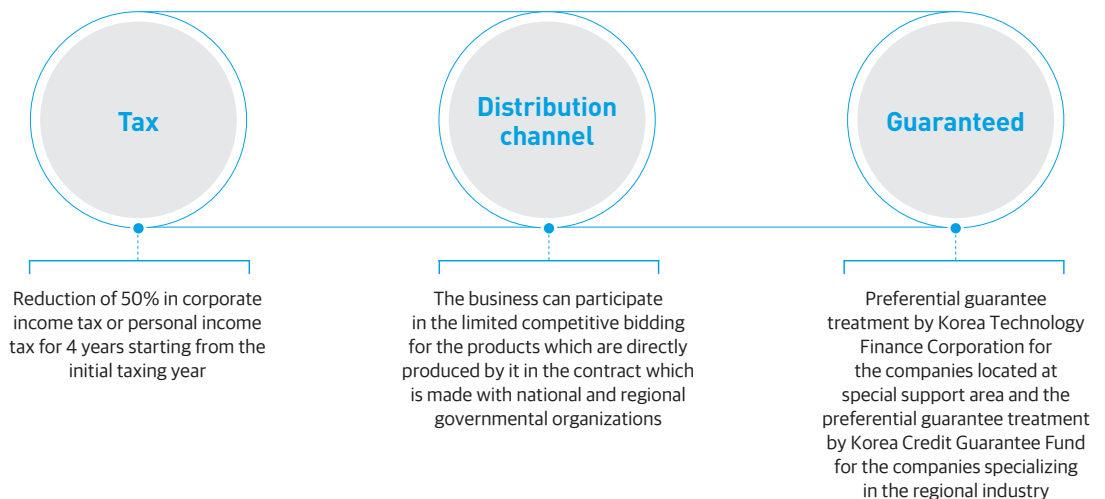 Tax
Distribution
channel
Guaranteed
Reduction of 50% in corporate
income tax or personal income
tax for 4 years starting from the
initial taxing year
The business can participate
in the limited competitive bidding
for the products which are directly
produced by it in the contract which
is made with national and regional
governmental organizations
Preferential guarantee
treatment by Korea Technology
Finance Corporation for
the companies located at
special support area and the
preferential guarantee treatment
by Korea Credit Guarantee Fund
for the companies specializing
in the regional industry